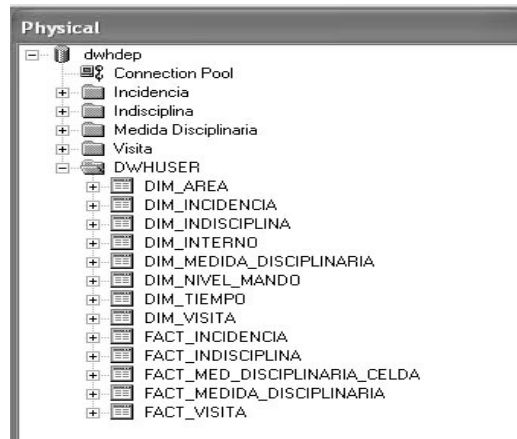 Physical
dwhdep
Connection Pool
Incidencia
Indisciplina
Medida Disciplinaria
Visita
DWHUSER
DIM_AREA
DIM_INCIDENCIA
DIM_INDISCIPLINA
DIM_INTERNO
DIM_MEDIDA_DISCIPLINARIA
DIM_NIVEL_MANDO
DIM_TIEMPO
DIM_VISITA
FACT_INCIDENCIA
FACT_INDISCIPLINA
FACT_MED_DISCIPLINARIA_CELDA
FACT_MEDIDA_DISCIPLINARIA
FACT_VISITA